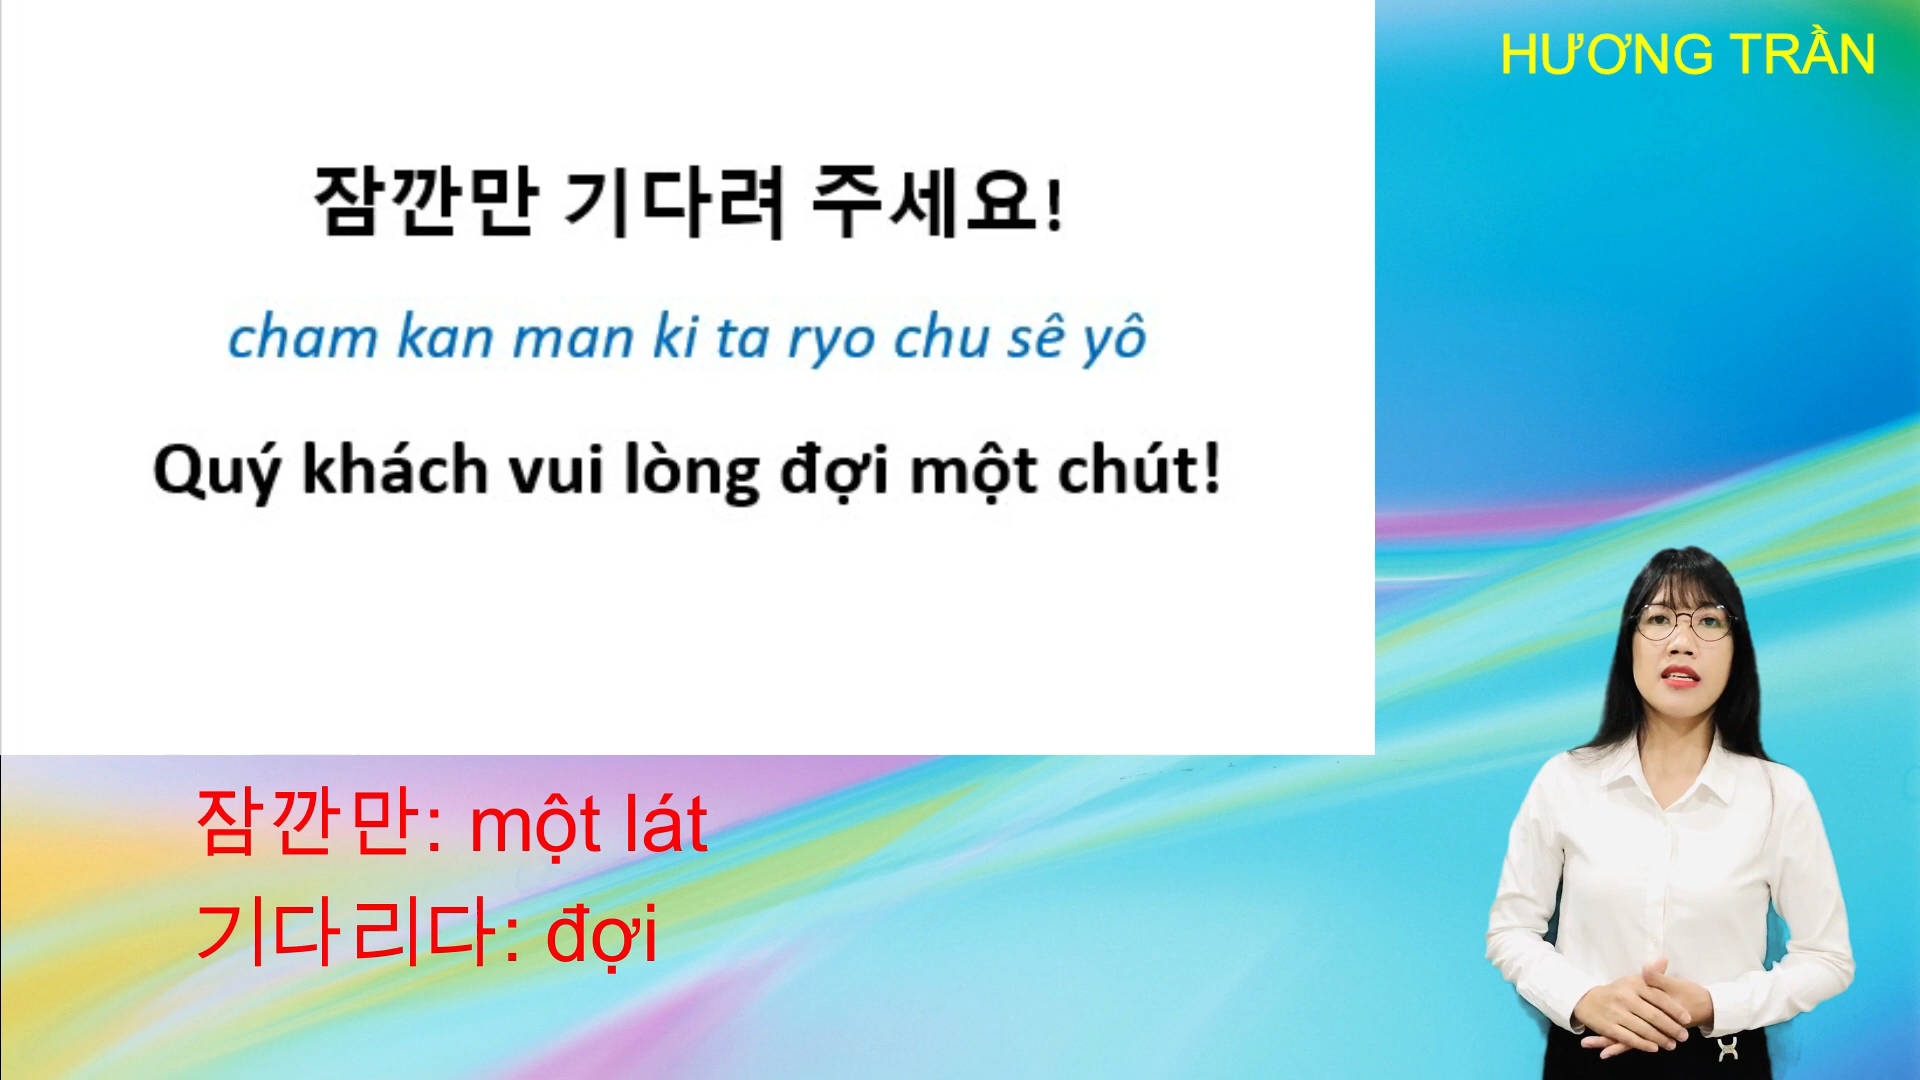 HƯƠNG TRẦN
잠깐만 기다려 주세요!
cham kan man ki ta ryo chu sê yô
Quý khách vui lòng đợi một chút!
잠깐만: một lát
기다리다: đợi